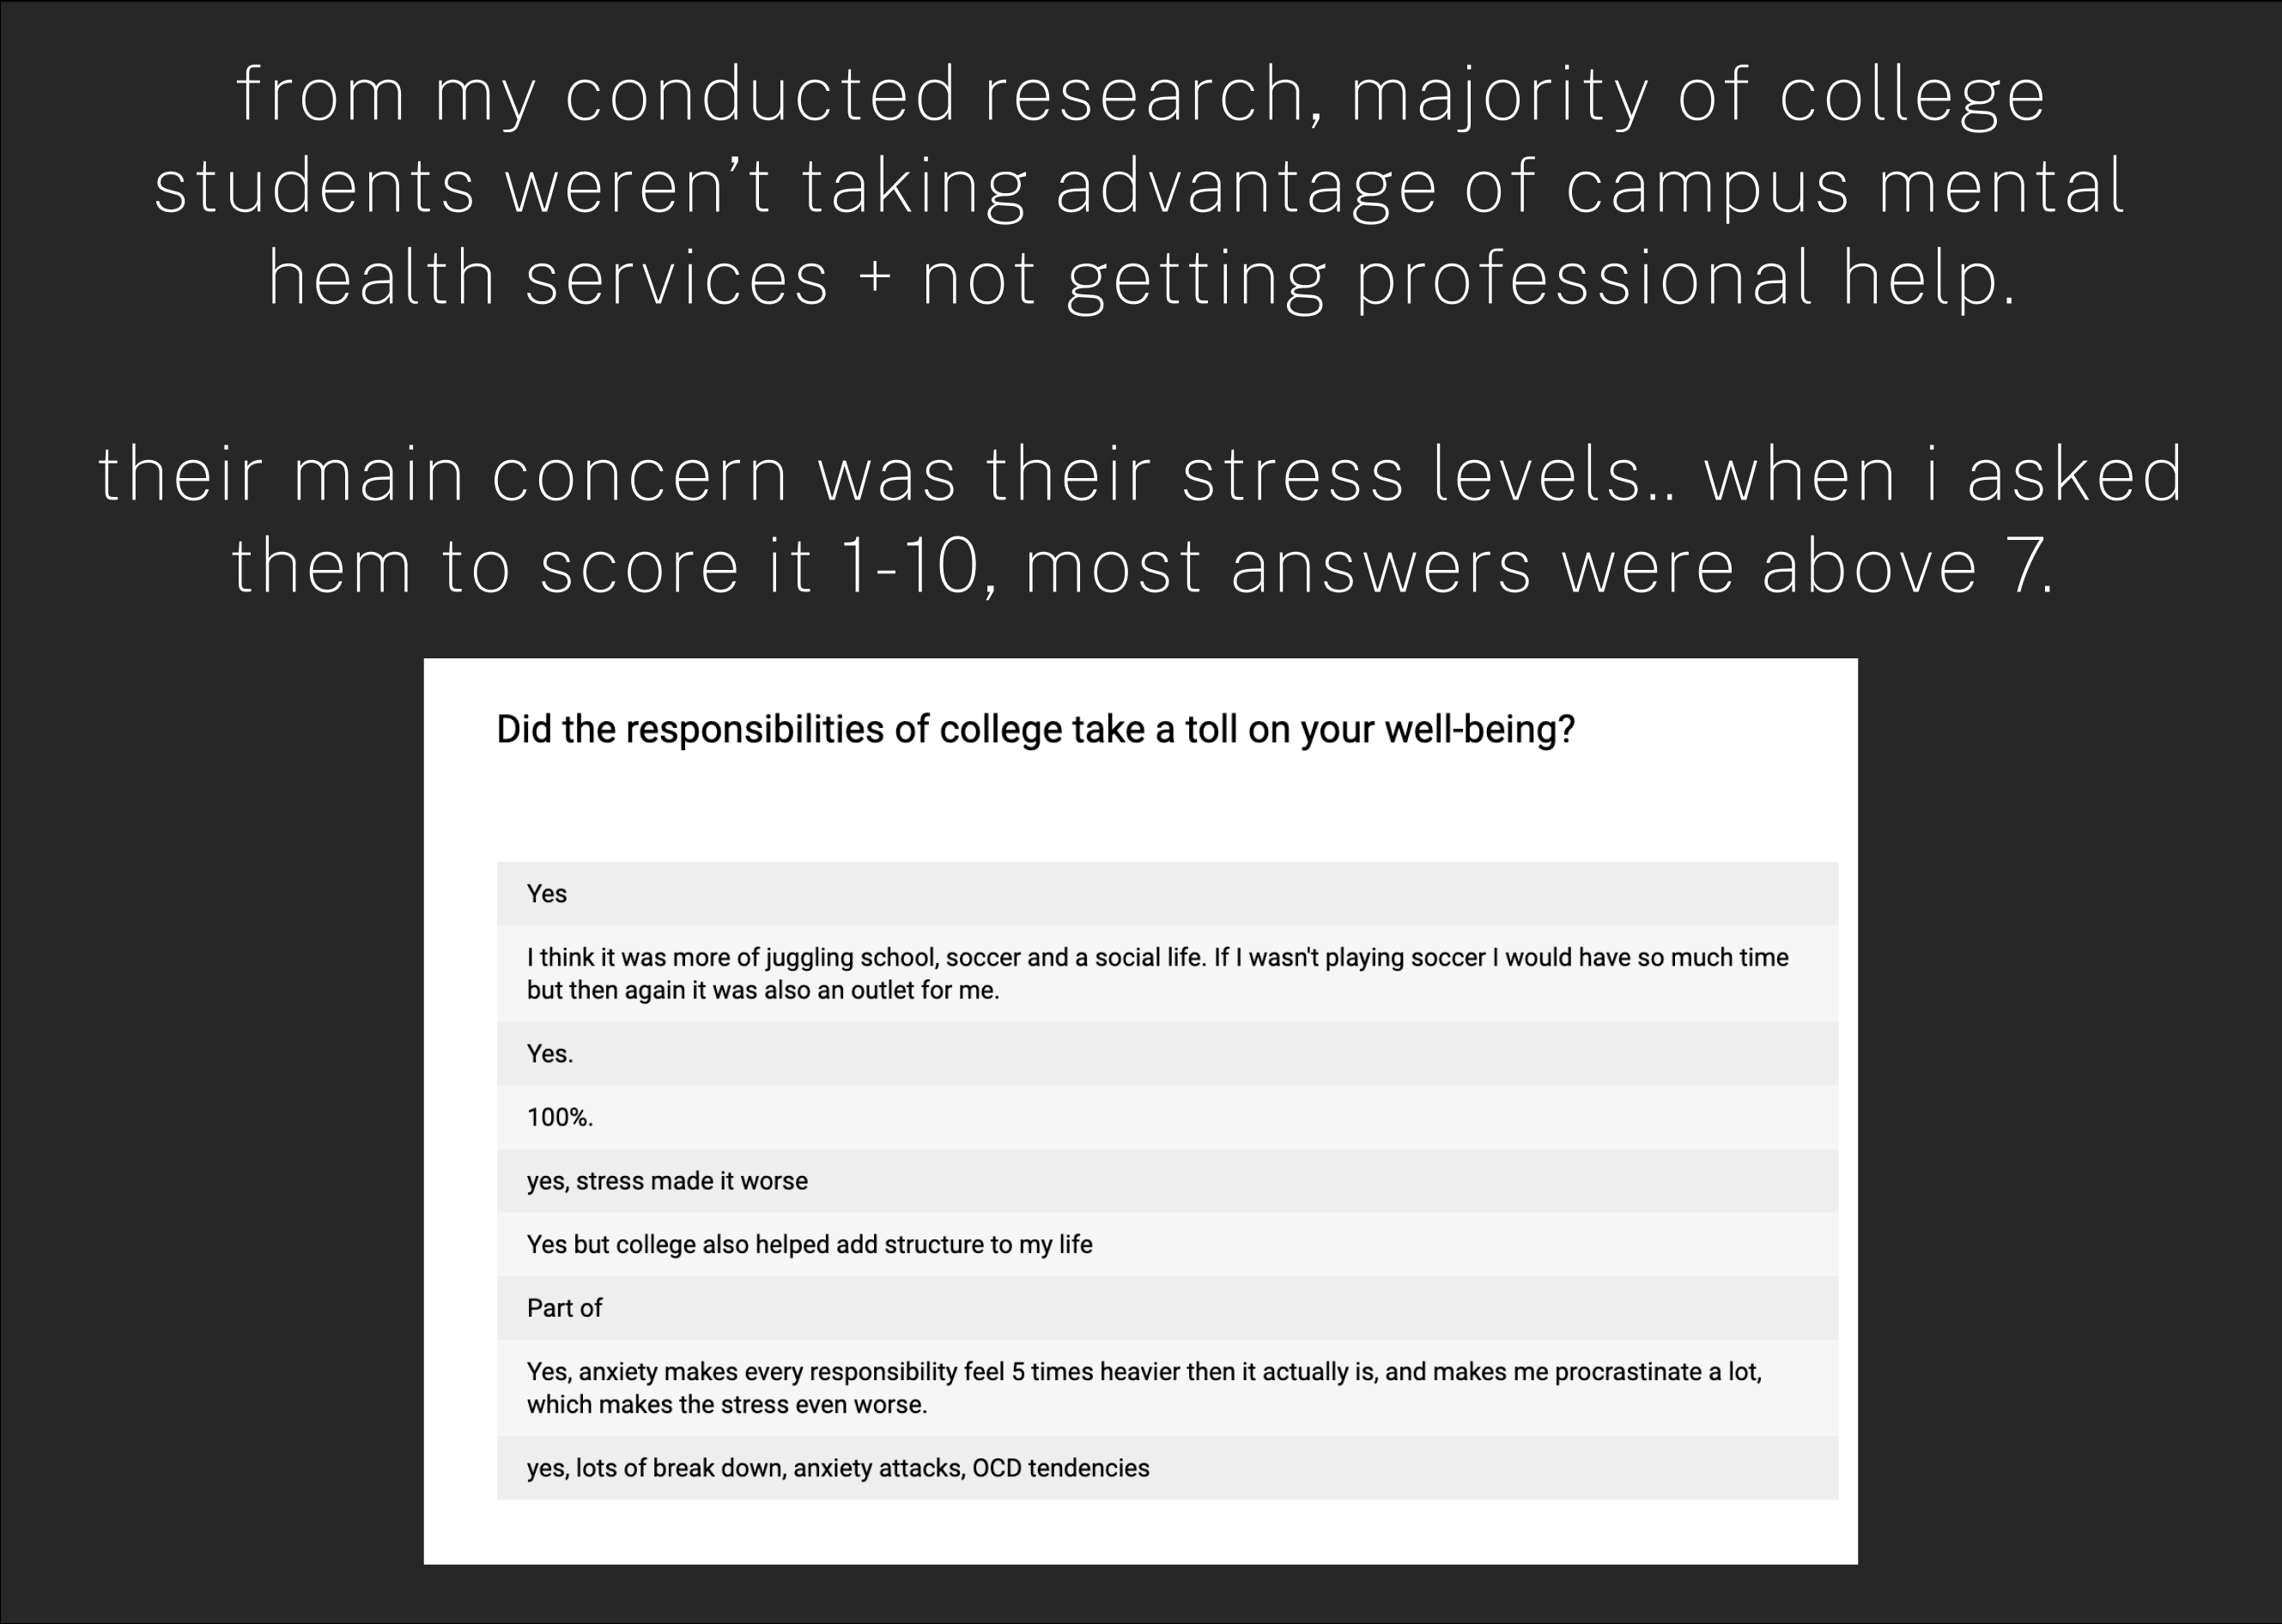 from my conducted research, majority of college
students weren’t taking advantage of campus mental
health services + not getting professional help.
their main concern was their stress levels.. when i asked
them to score it 1-10, most answers were above 7.
Did the responsibilities of college take a toll on your well-being?
Yes
I think it was more of juggling school, soccer and a social life. If I wasn't playing soccer I would have so much time
but then again it was also an outlet for me.
Yes.
100%.
yes, stress made it worse
Yes but college also helped add structure to my life
Part of
Yes, anxiety makes every responsibility feel 5 times heavier then it actually is, and makes me procrastinate a lot,
which makes the stress even worse.
yes, lots of break down, anxiety attacks, OCD tendencies